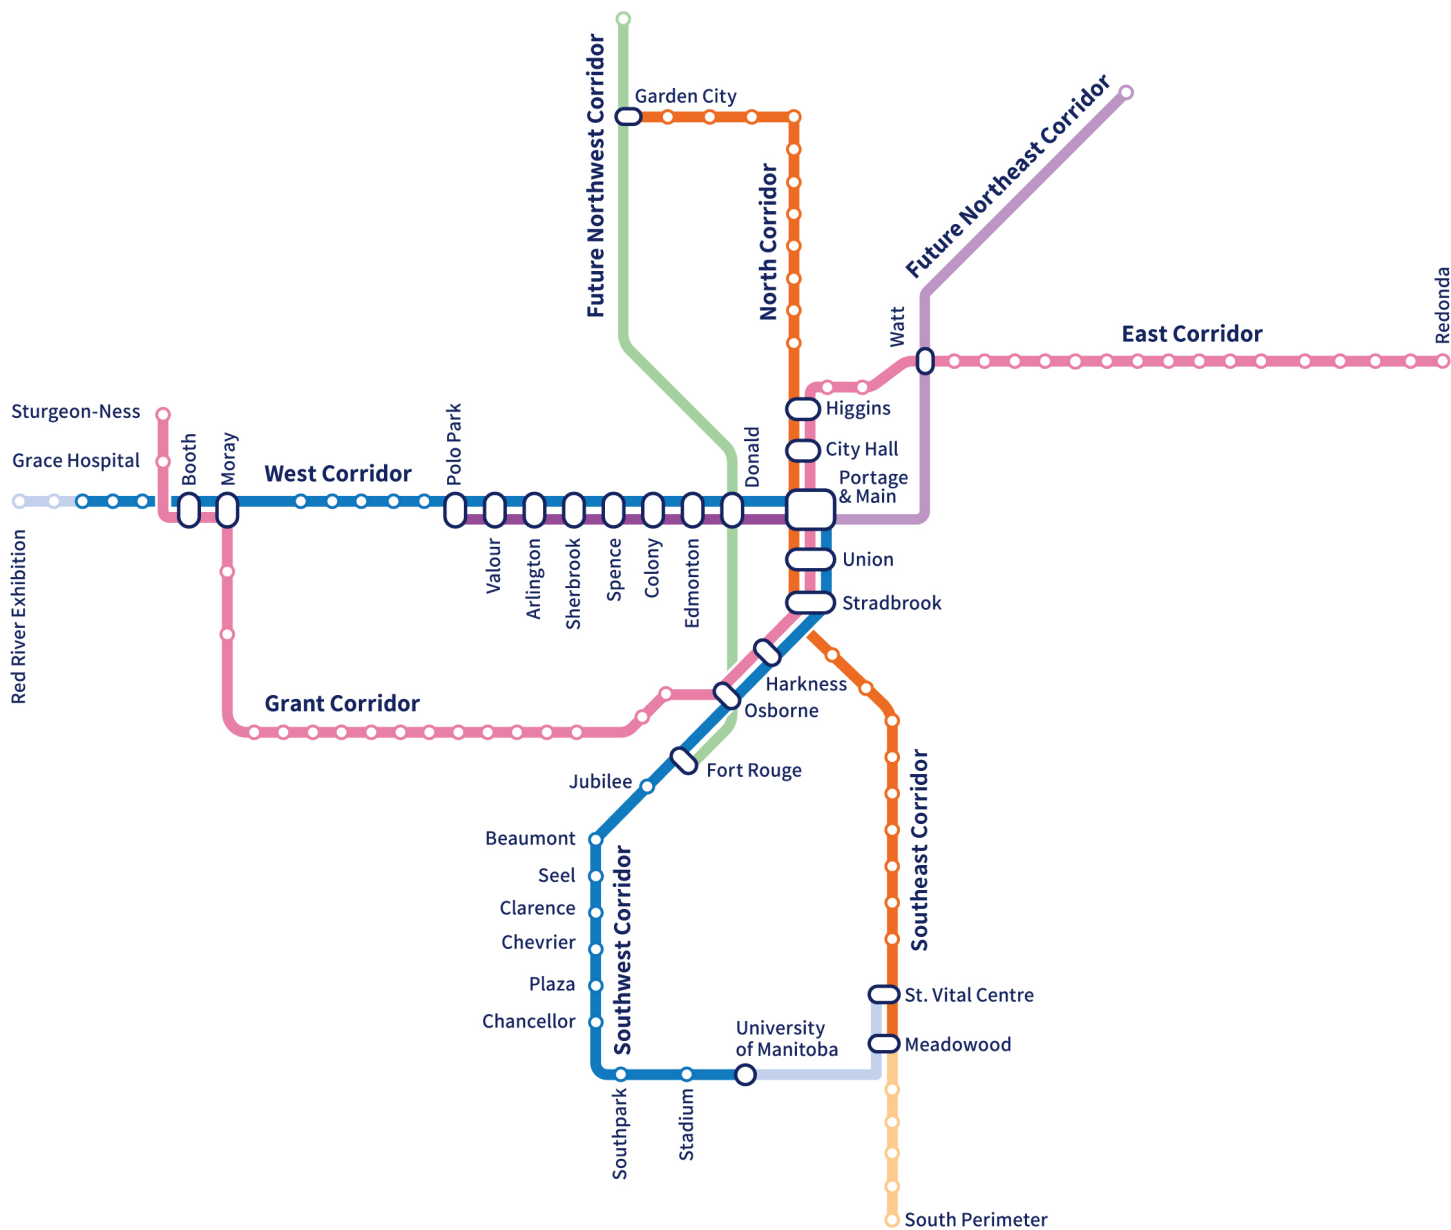 Garden City
Future Northwest Corridor
North Corridor
Future Northeast Corridor
Watt
East Corridor
Redonda
Sturgeon-Ness
Grace Hospital
Booth
Moray
West Corridor
Polo Park
Donald
Higgins
City Hall
Portage
& Main
Red River Exhibition
Valour
Arlington
Sherbrook
Spence
Colony
Edmonton
Union
Stradbrook
Grant Corridor
Harkness
Osborne
Fort Rouge
Jubilee
Beaumont
Seel
Clarence
Chevrier
Plaza
Chancellor
Southwest Corridor
Southeast Corridor
St. Vital Centre
University
of Manitoba
Meadowood
Southpark
Stadium
South Perimeter